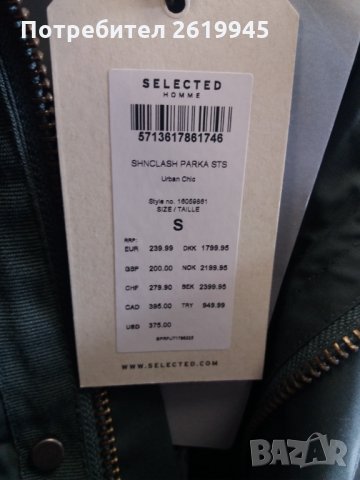 Потребител 2619945
SELECTED
HOMME
5713617861746
SHNCLASH PARKA STS
Urban Chic
Style no. 16059861
SIZE / TAILLE
S
RRP:
EUR 239.99 DKK 1799.95
GBP 200.00 NOK 2199.95
CHF 279.90 SEK 2399.95
CAD 395.00 TRY 949.99
USD 375.00
WWW.SELECTED.COM
BAZAR